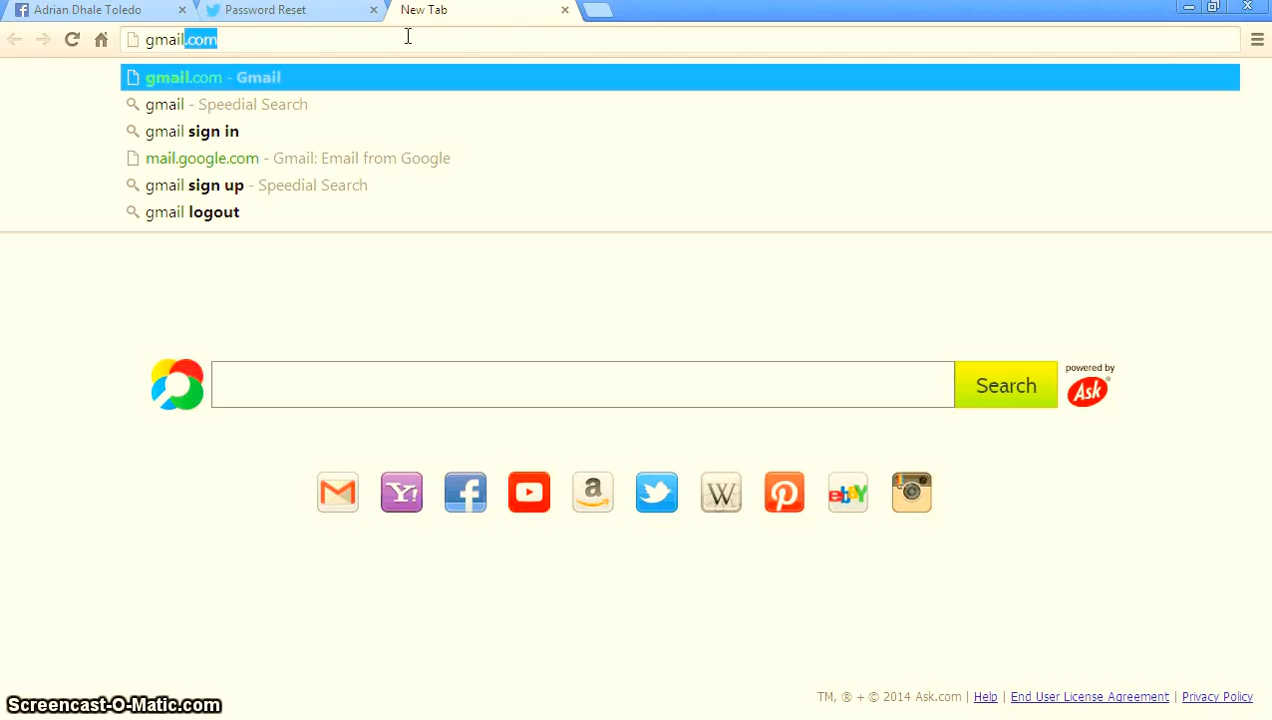 Adrian Dhale Toledo
Password Reset
New Tab
gmail.com
gmail.com - Gmail
gmail - Speedial Search
gmail sign in
mail.google.com - Gmail: Email from Google
gmail sign up - Speedial Search
gmail logout
Search
powered by
Ask
TM, ® + © 2014 Ask.com | Help | End User License Agreement | Privacy Policy
Screencast-O-Matic.com